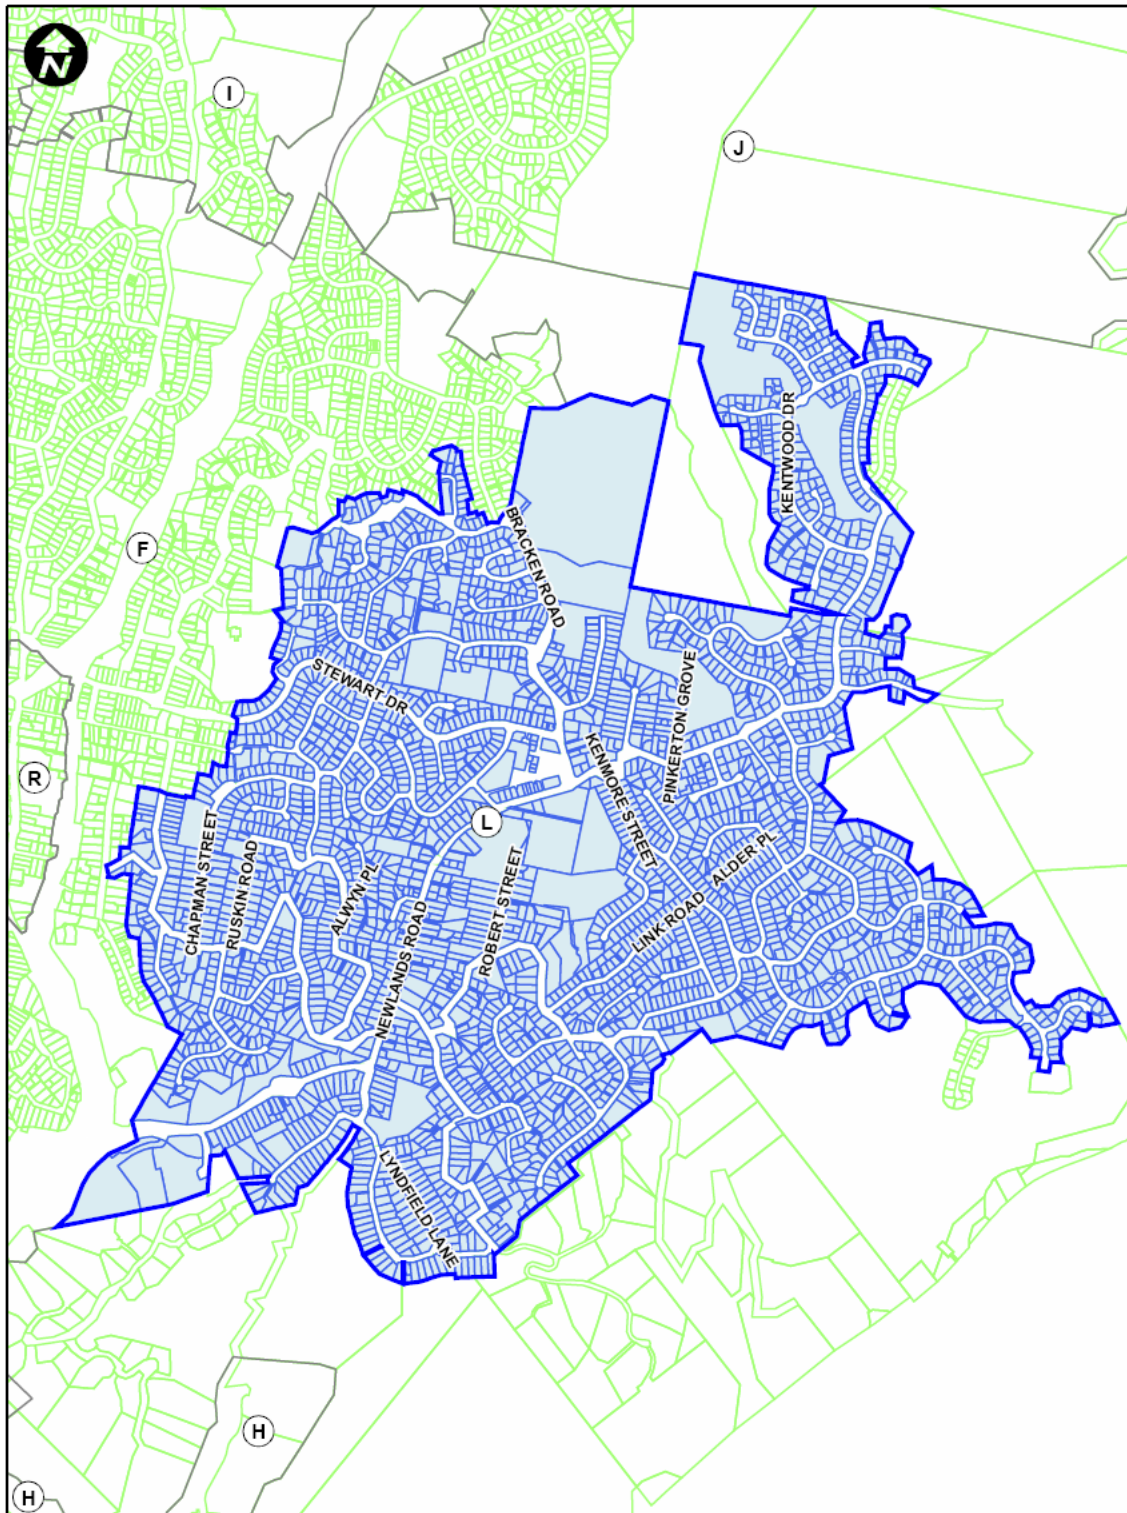 N
I
J
KENTWOOD DR
BRACKEN ROAD
F
STEWART DR
PINKERTON GROVE
KENMORE STREET
R
L
CHAPMAN STREET
RUSKIN ROAD
ALWYN PL
ROBERT STREET
ALDER PL
LINK ROAD
NEWLANDS ROAD
LYNDFIELD LANE
H
H